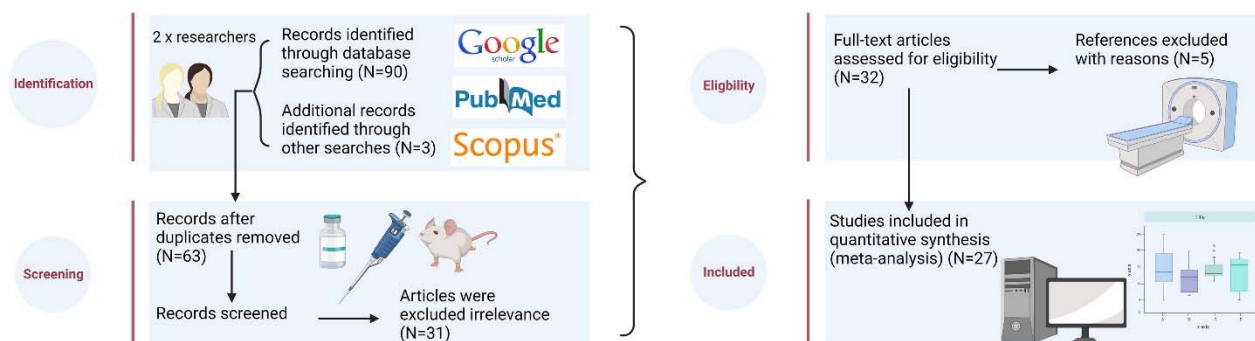 Identification
2 x researchers
Records identified
through database
searching (N=90)
Additional records
identified through
other searches (N=3)
Google
scholar
PubMed
Scopus®
Screening
Records after
duplicates removed
(N=63)
Records screened
Articles were
excluded irrelevance
(N=31)
Eligbility
Full-text articles
assessed for eligibility
(N=32)
References excluded
with reasons (N=5)
Included
Studies included in
quantitative synthesis
(meta-analysis) (N=27)